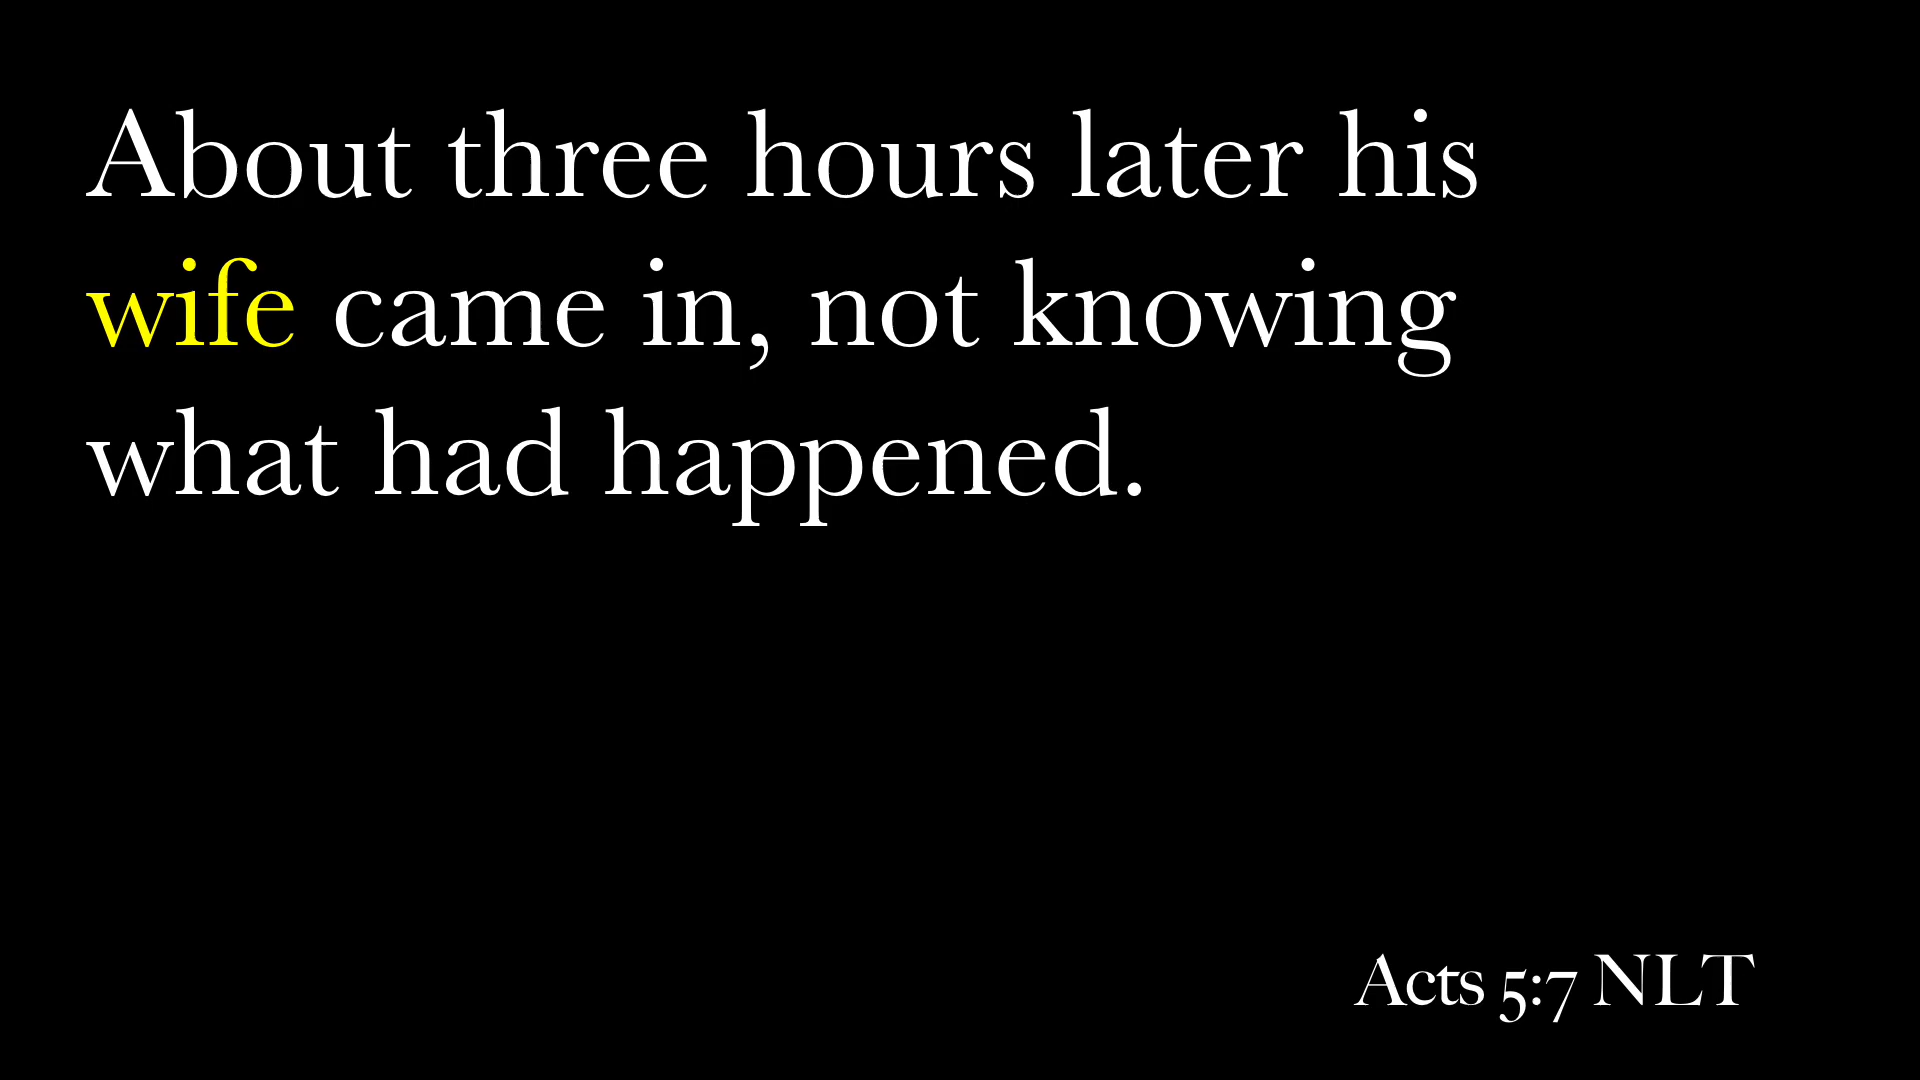 About three hours later his
wife came in, not knowing
what had happened.
Acts 5:7 NLT